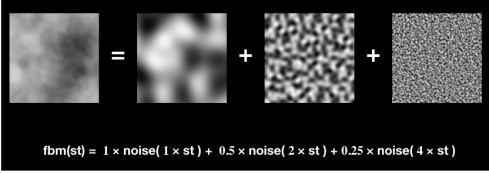 = + +
fbm(st) = 1 × noise( 1 × st ) + 0.5 × noise( 2 × st ) + 0.25 × noise( 4 × st )